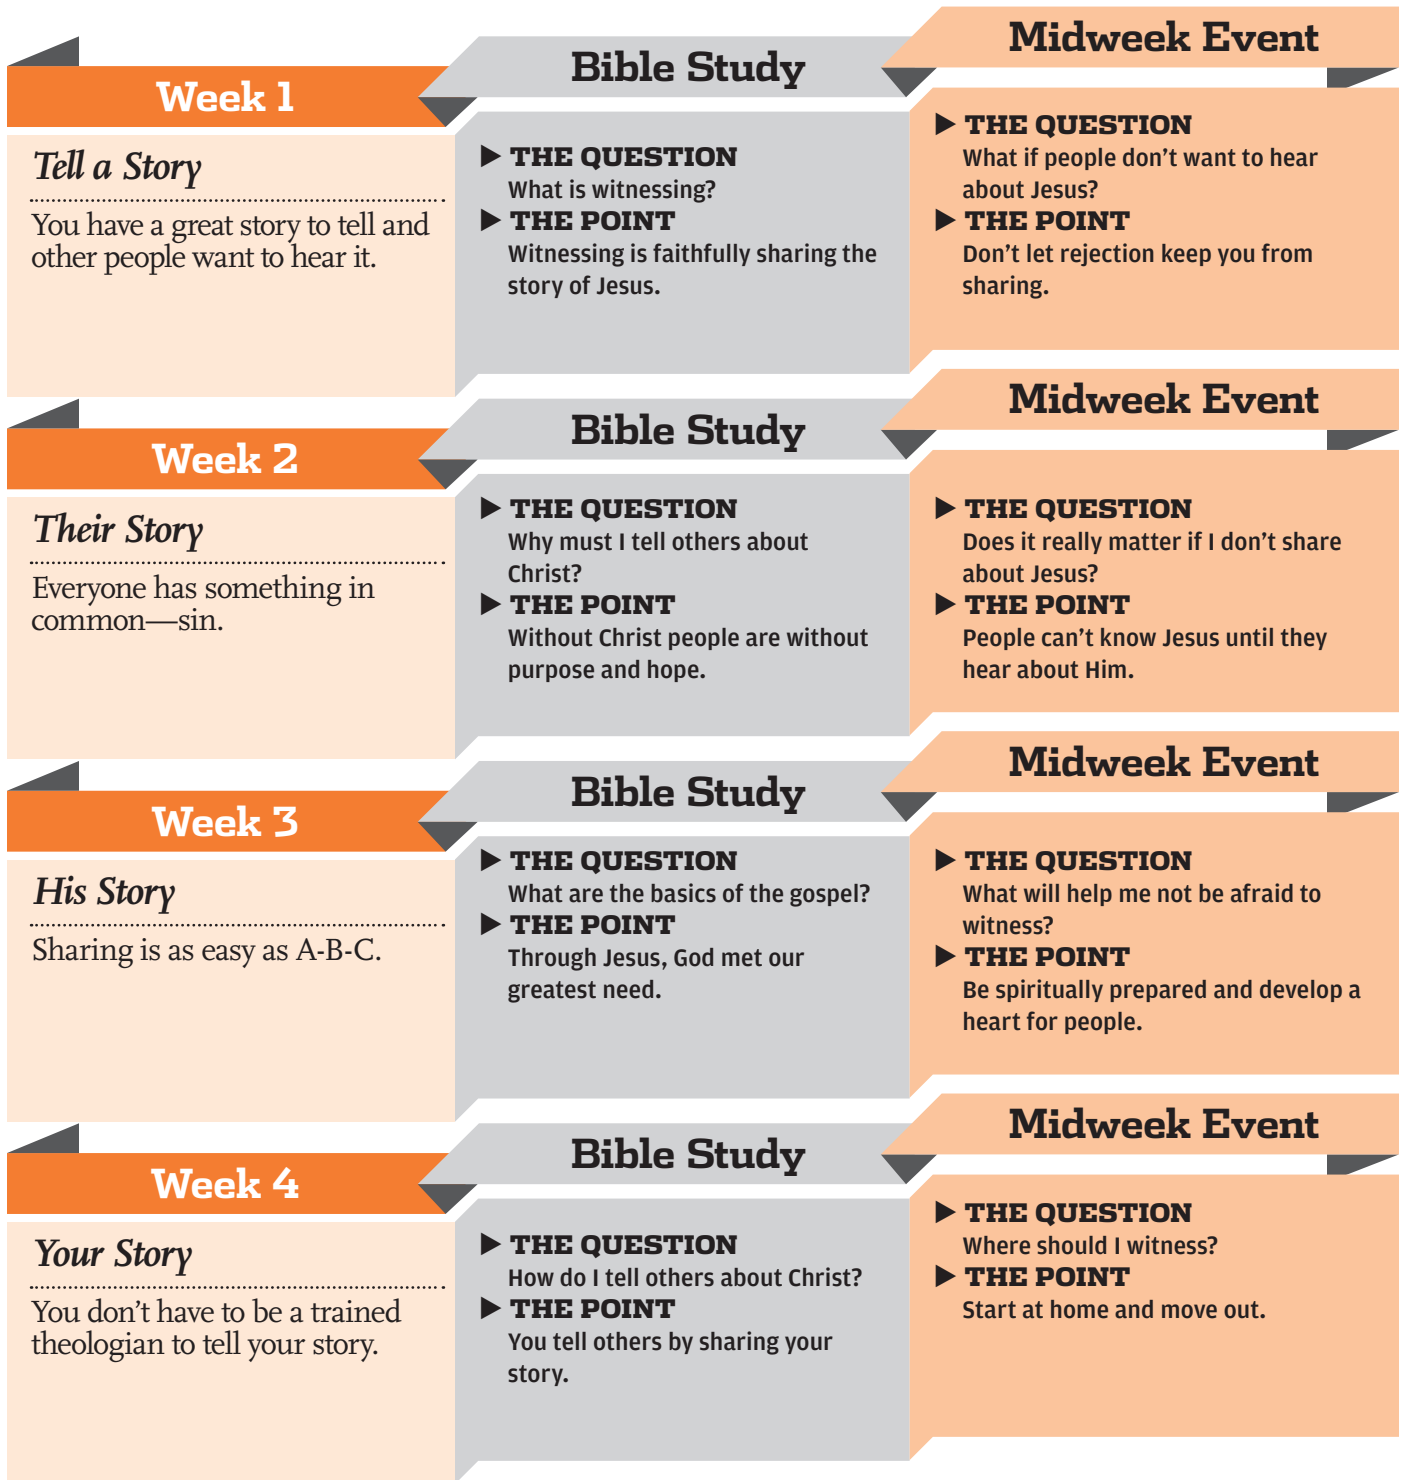 Week 1
Tell a Story
You have a great story to tell and
other people want to hear it.
Bible Study
▶ THE QUESTION
What is witnessing?
▶ THE POINT
Witnessing is faithfully sharing the
story of Jesus.
Midweek Event
▶ THE QUESTION
What if people don’t want to hear
about Jesus?
▶ THE POINT
Don’t let rejection keep you from
sharing.
Week 2
Their Story
Everyone has something in
common—sin.
Bible Study
▶ THE QUESTION
Why must I tell others about
Christ?
▶ THE POINT
Without Christ people are without
purpose and hope.
Midweek Event
▶ THE QUESTION
Does it really matter if I don’t share
about Jesus?
▶ THE POINT
People can’t know Jesus until they
hear about Him.
Week 3
His Story
Sharing is as easy as A-B-C.
Bible Study
▶ THE QUESTION
What are the basics of the gospel?
▶ THE POINT
Through Jesus, God met our
greatest need.
Midweek Event
▶ THE QUESTION
What will help me not be afraid to
witness?
▶ THE POINT
Be spiritually prepared and develop a
heart for people.
Week 4
Your Story
You don’t have to be a trained
theologian to tell your story.
Bible Study
▶ THE QUESTION
How do I tell others about Christ?
▶ THE POINT
You tell others by sharing your
story.
Midweek Event
▶ THE QUESTION
Where should I witness?
▶ THE POINT
Start at home and move out.